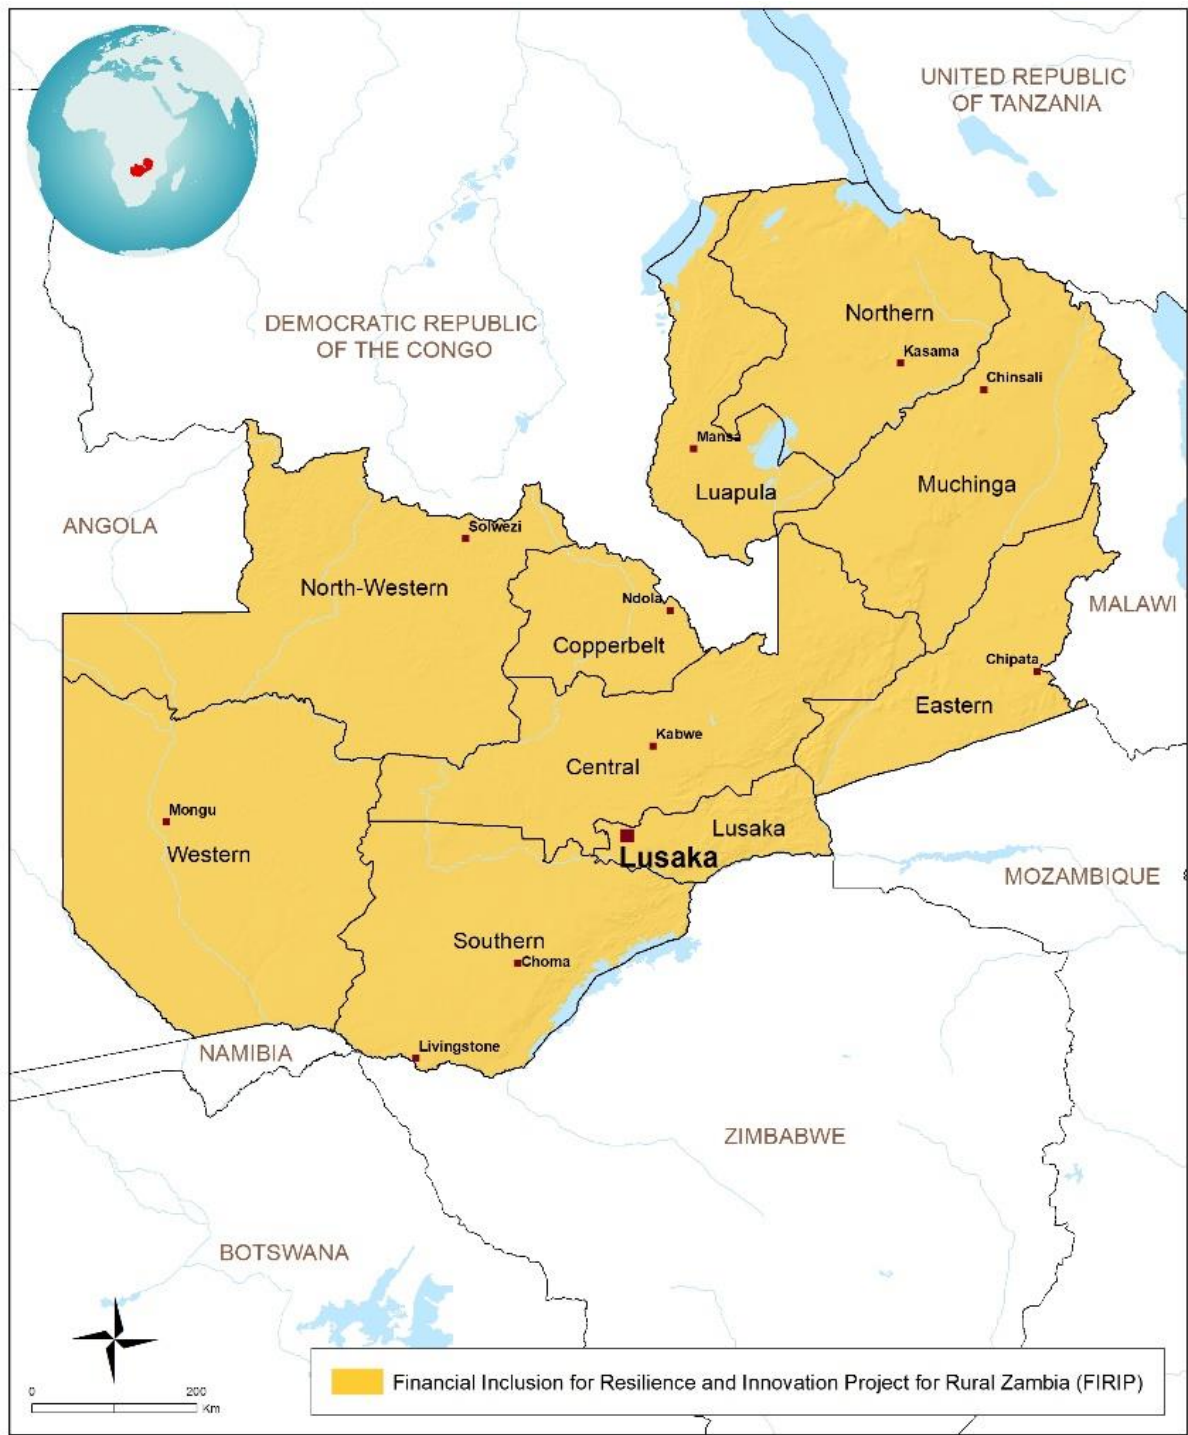 UNITED REPUBLIC
OF TANZANIA
DEMOCRATIC REPUBLIC
OF THE CONGO
Northern
Kasama
Chinsali
Mansa
Luapula
Muchinga
ANGOLA
Solwezi
North-Western
Ndola
Copperbelt
MALAWI
Chipata
Eastern
Kabwe
Central
Mongu
Western
Lusaka
Lusaka
MOZAMBIQUE
Southern
Choma
Livingstone
NAMIBIA
ZIMBABWE
BOTSWANA
0 200
Km
Financial Inclusion for Resilience and Innovation Project for Rural Zambia (FIRIP)